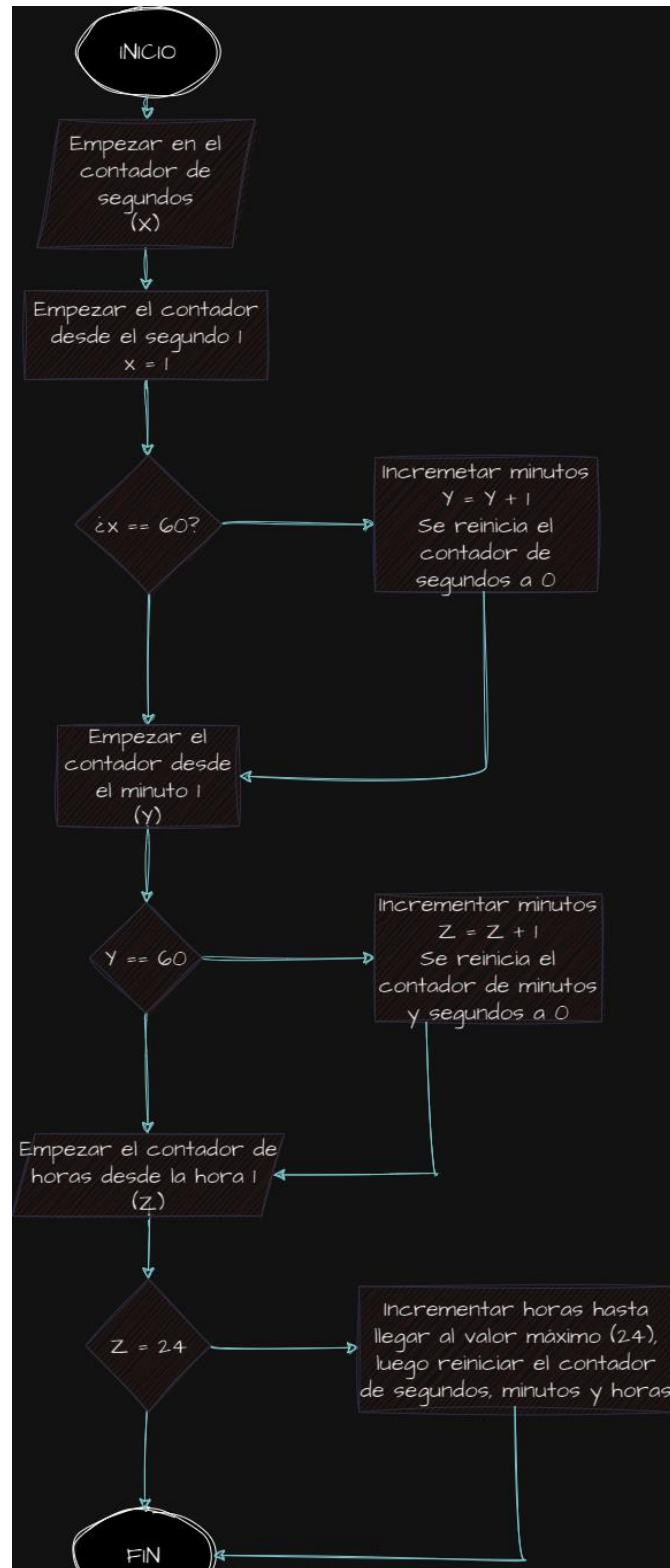 INICIO
Empezar en el
contador de
segundos
(x)
Empezar el contador
desde el segundo 1
x = 1
¿x == 60?
Incremetar minutos
Y = Y + 1
Se reinicia el
contador de
segundos a 0
Empezar el
contador desde
el minuto 1
(Y)
Y == 60
Incrementar minutos
Z = Z + 1
Se reinicia el
contador de minutos
y segundos a 0
Empezar el contador de
horas desde la hora 1
(Z)
Z = 24
Incrementar horas hasta
llegar al valor máximo (24),
luego reiniciar el contador
de segundos, minutos y horas
FIN